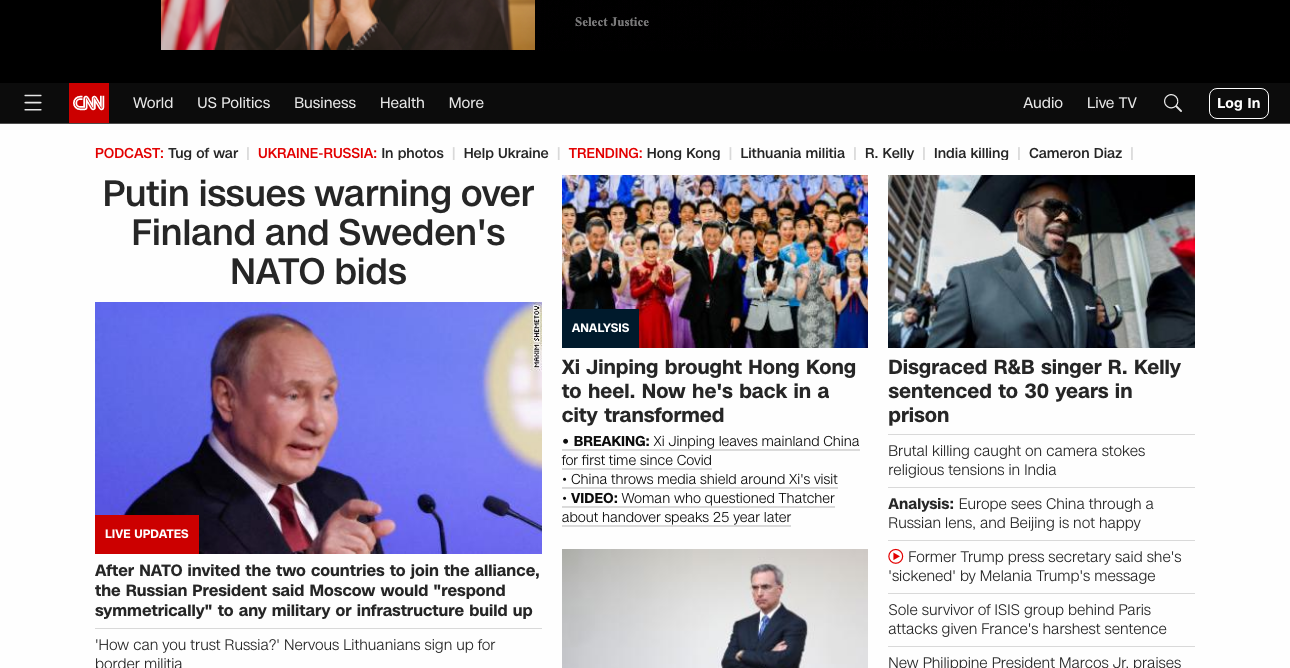 Select Justice
CNN
World
US Politics
Business
Health
More
Audio
Live TV
Log In
PODCAST: Tug of war | UKRAINE-RUSSIA: In photos | Help Ukraine | TRENDING: Hong Kong | Lithuania militia | R. Kelly | India killing | Cameron Diaz |
Putin issues warning over
Finland and Sweden's
NATO bids
MAXIM SHEMETOV
LIVE UPDATES
After NATO invited the two countries to join the alliance,
the Russian President said Moscow would "respond
symmetrically" to any military or infrastructure build up
'How can you trust Russia?' Nervous Lithuanians sign up for
border militia
ANALYSIS
Xi Jinping brought Hong Kong
to heel. Now he's back in a
city transformed
• BREAKING: Xi Jinping leaves mainland China
for first time since Covid
• China throws media shield around Xi's visit
• VIDEO: Woman who questioned Thatcher
about handover speaks 25 year later
Disgraced R&B singer R. Kelly
sentenced to 30 years in
prison
Brutal killing caught on camera stokes
religious tensions in India
Analysis: Europe sees China through a
Russian lens, and Beijing is not happy
Former Trump press secretary said she's
'sickened' by Melania Trump's message
Sole survivor of ISIS group behind Paris
attacks given France's harshest sentence
New Philippine President Marcos Jr. praises